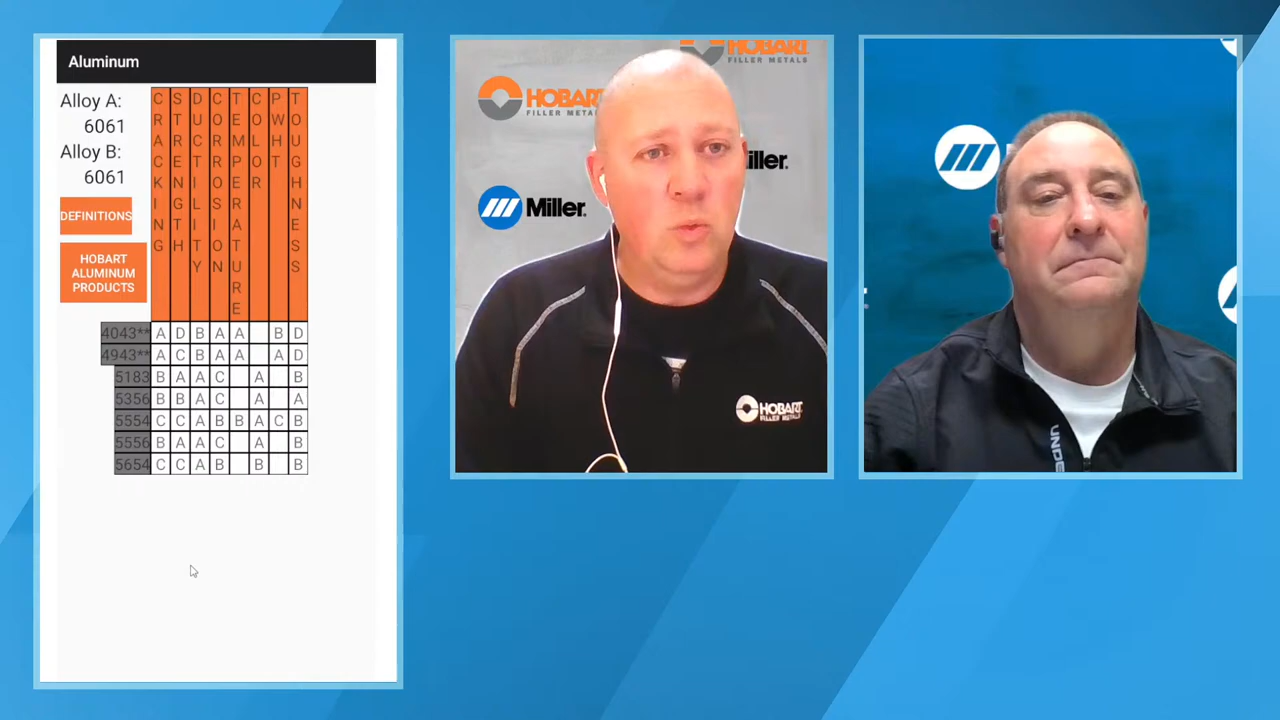 Aluminum
Alloy A:
6061
Alloy B:
6061
DEFINITIONS
HOBART
ALUMINUM
PRODUCTS
CRACKING
STRENGTH
DUCTILITY
CORROSION
TEMPERATURE
COLOR
PWHT
TOUGHNESS
4043** A D B A A B D
4943** A C B A A A D
5183 B A A C A B
5356 B B A C A A
5554 C C A B B A C B
5556 B A A C A B
5654 C C A B B B
HOBART
FILLER METALS
HOBART
Miller.
Miller.
HOBART
FILLER METALS